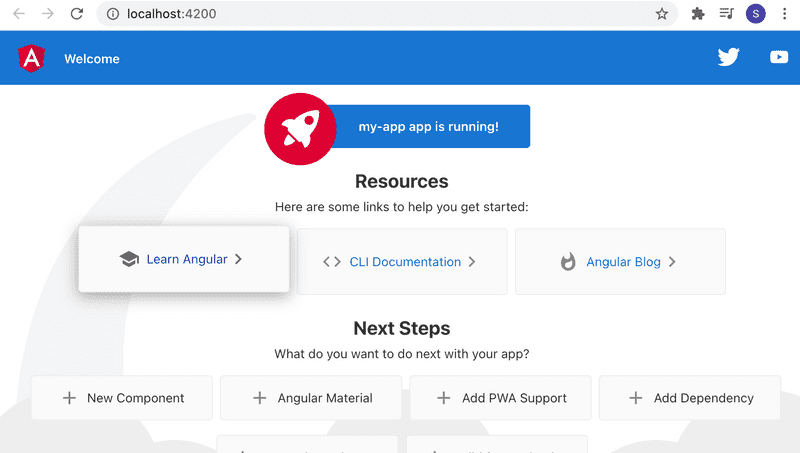 localhost:4200
S
A
Welcome
my-app app is running!
Resources
Here are some links to help you get started:
Learn Angular
CLI Documentation
Angular Blog
Next Steps
What do you want to do next with your app?
New Component
Angular Material
Add PWA Support
Add Dependency